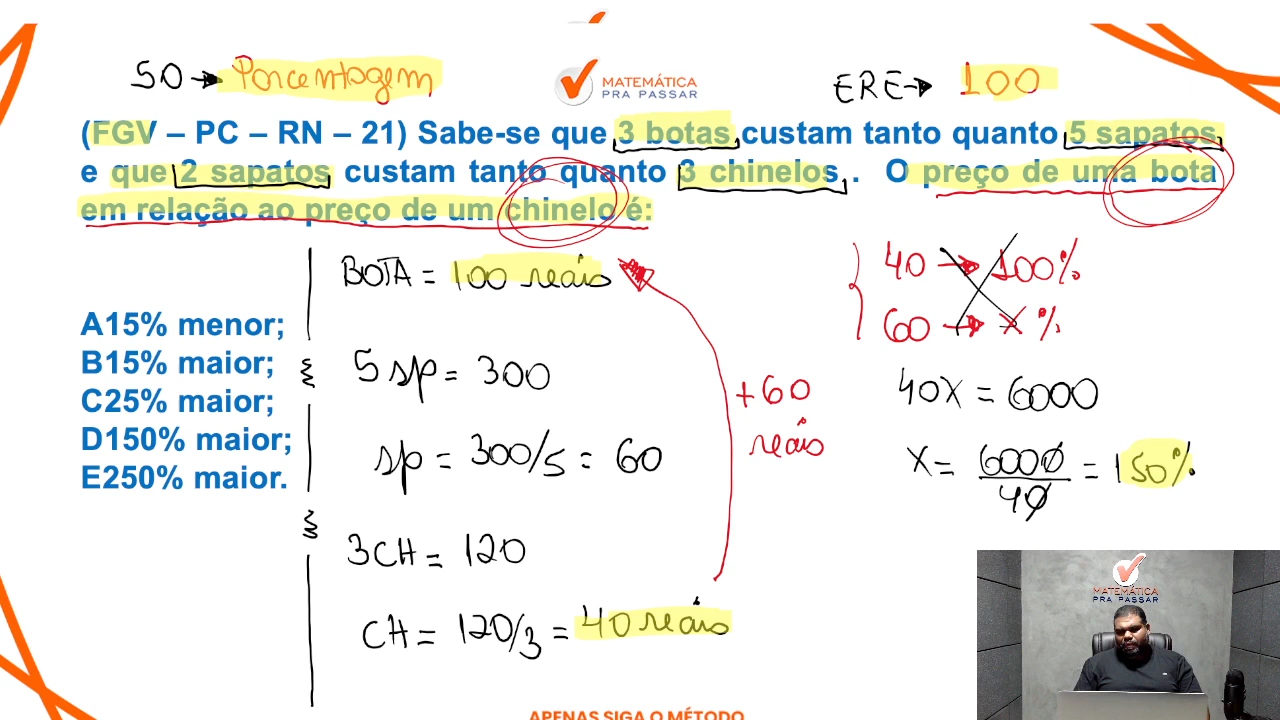 50 → Porcentagem
MATEMÁTICA
PRA PASSAR
ERE → 100
(FGV – PC – RN – 21) Sabe-se que 3 botas custam tanto quanto 5 sapatos
e que 2 sapatos custam tanto quanto 3 chinelos . O preço de uma bota
em relação ao preço de um chinelo é:
A15% menor;
B15% maior;
C25% maior;
D150% maior;
E250% maior.
BOTA = 100 reais
5 sp = 300
sp = 300/5 = 60
3CH = 120
CH = 120/3 = 40 reais
+60
reais
40 → 100%
60 → x %
40x = 6000
x = 6000/40 = 150%
MATEMÁTICA
PRA PASSAR
APENAS SIGA O MÉTODO